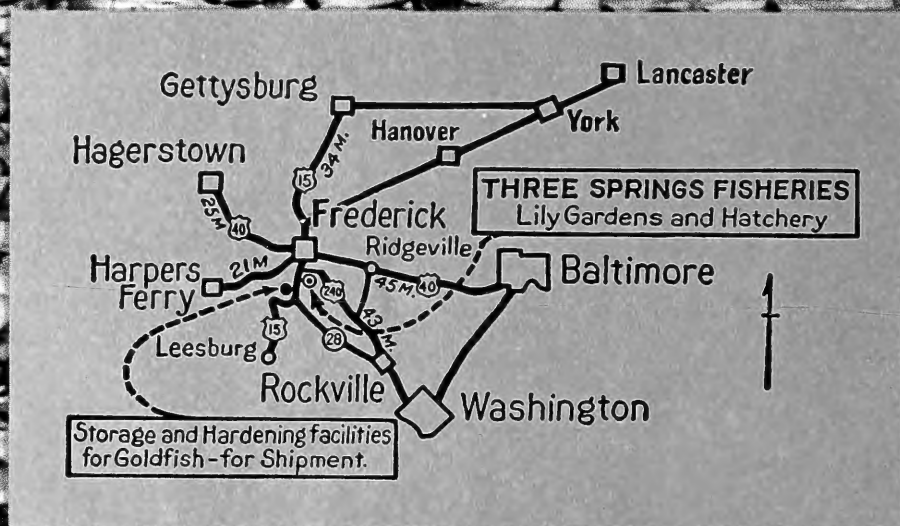 Lancaster
Gettysburg
York
Hanover
34 M.
Hagerstown
15
THREE SPRINGS FISHERIES
Lily Gardens and Hatchery
25 M
40
Frederick
Ridgeville
21 M
Harpers
Ferry
Baltimore
240
45 M.
40
43 M.
15
28
Leesburg
Rockville
Washington
Storage and Hardening facilities
for Goldfish-for Shipment.